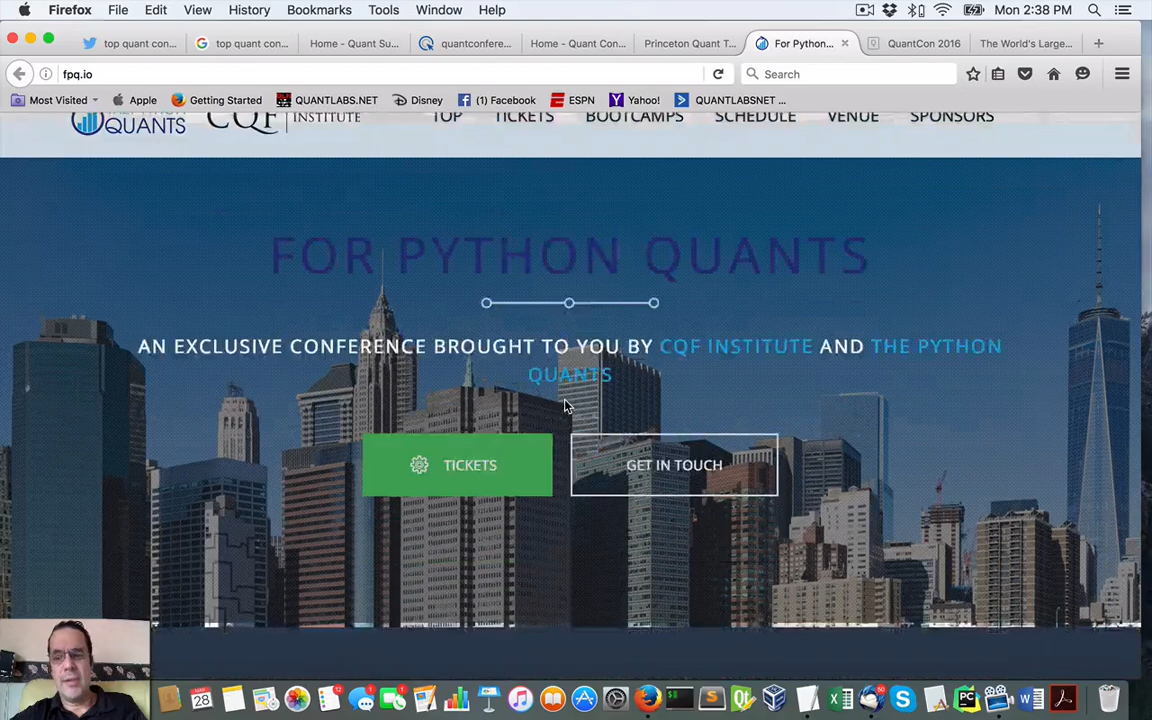 Firefox File Edit View History Bookmarks Tools Window Help Mon 2:38 PM
top quant con... top quant con... Home - Quant Su... quantconfere... Home - Quant Con... Princeton Quant T... For Python... QuantCon 2016 The World's Large...
fpq.io Search
Most Visited Apple Getting Started QUANTLABS.NET Disney (1) Facebook ESPN Yahoo! QUANTLABSNET ...
QUANTS CQF INSTITUTE TOP TICKETS BOOTCAMPS SCHEDULE VENUE SPONSORS
FOR PYTHON QUANTS
AN EXCLUSIVE CONFERENCE BROUGHT TO YOU BY CQF INSTITUTE AND THE PYTHON
QUANTS
TICKETS GET IN TOUCH
28